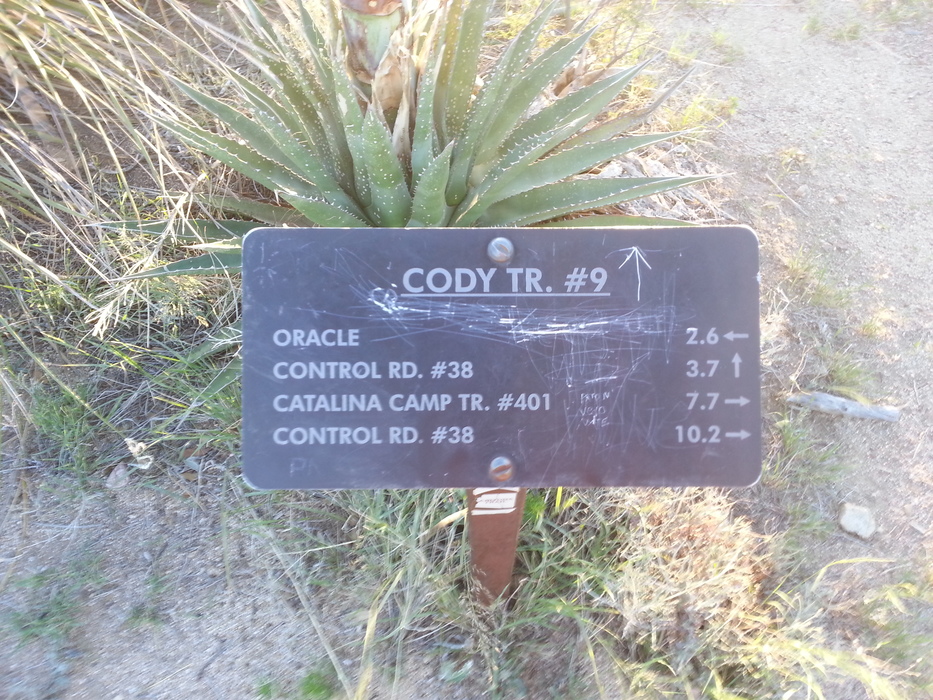 CODY TR. #9
ORACLE 2.6 ←
CONTROL RD. #38 3.7 ↑
CATALINA CAMP TR. #401 7.7 →
CONTROL RD. #38 10.2 →